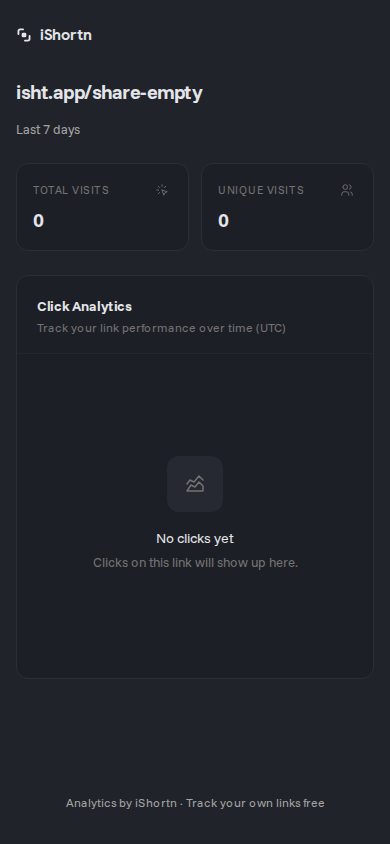 iShortn
isht.app/share-empty
Last 7 days
TOTAL VISITS
0
UNIQUE VISITS
0
Click Analytics
Track your link performance over time (UTC)
No clicks yet
Clicks on this link will show up here.
Analytics by iShortn · Track your own links free